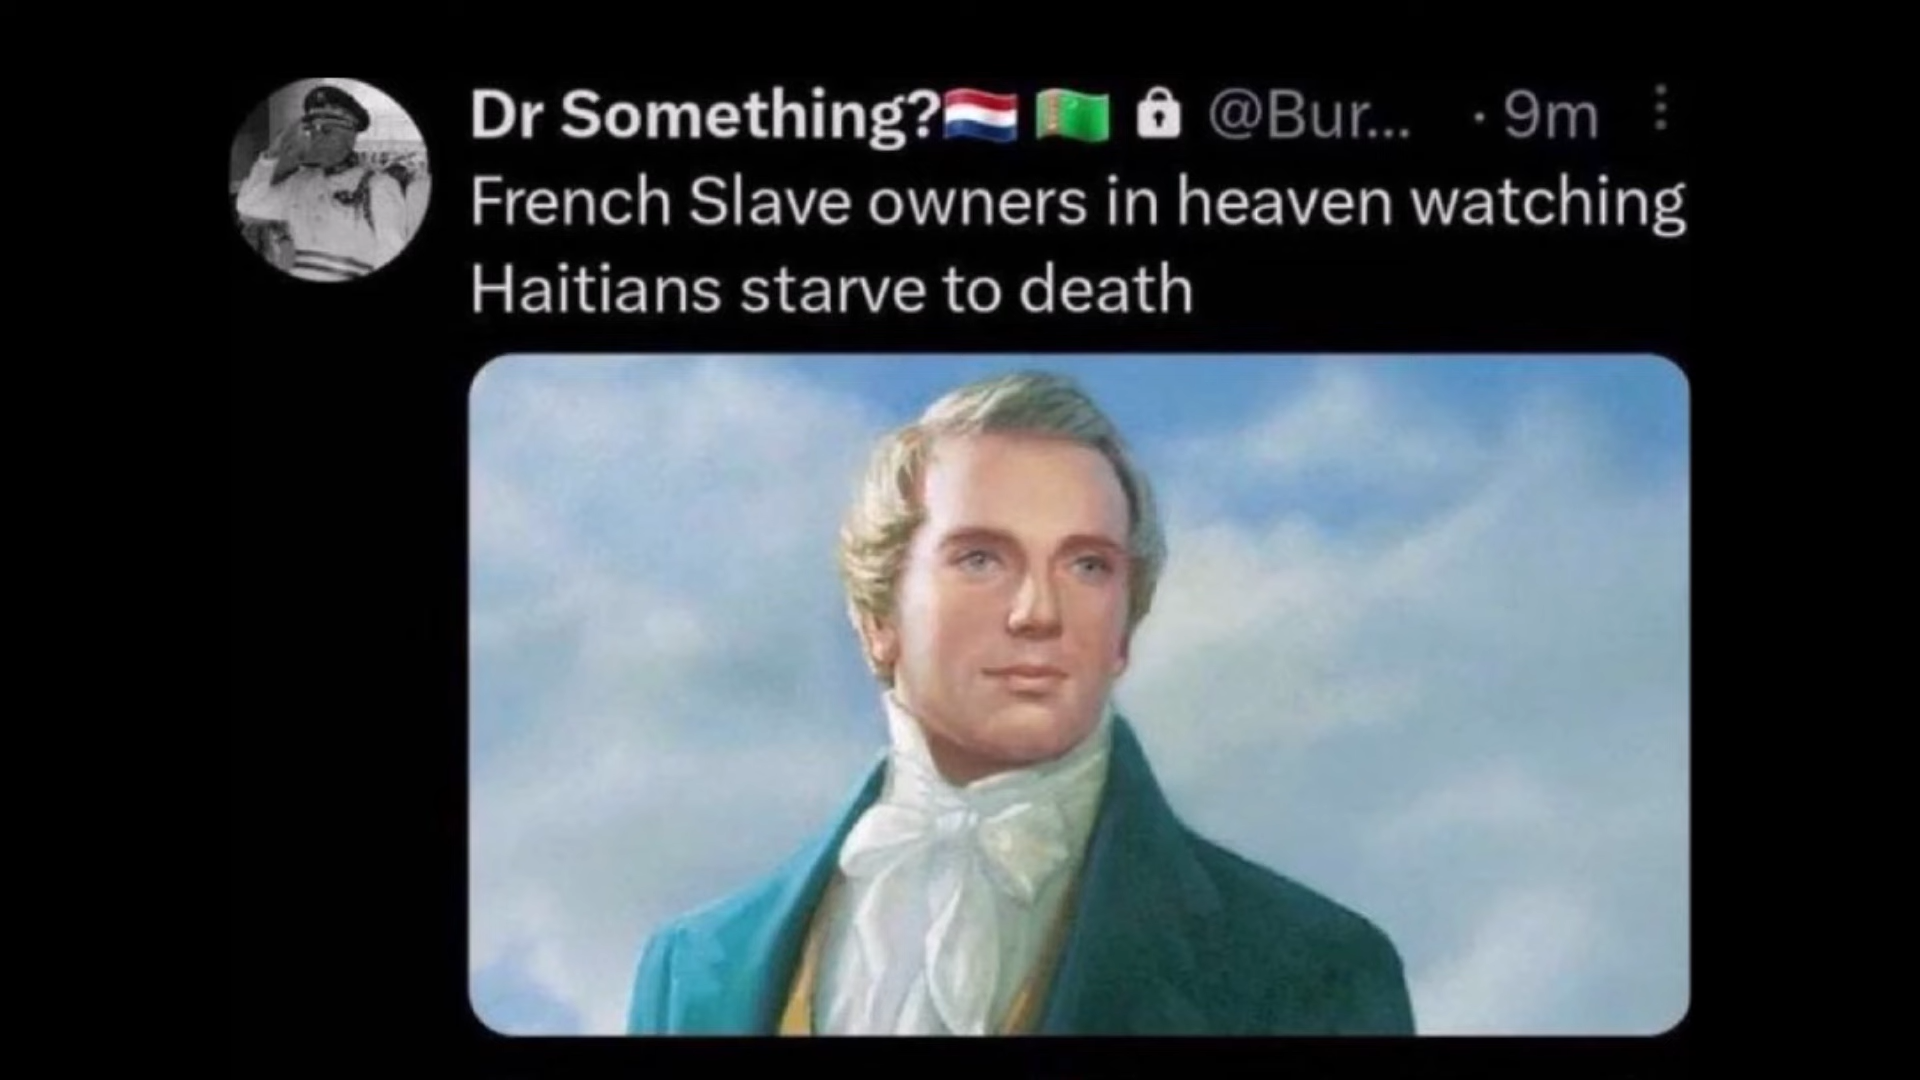 Dr Something?🇳🇱 🇹🇲 🔒 @Bur... · 9m
French Slave owners in heaven watching
Haitians starve to death